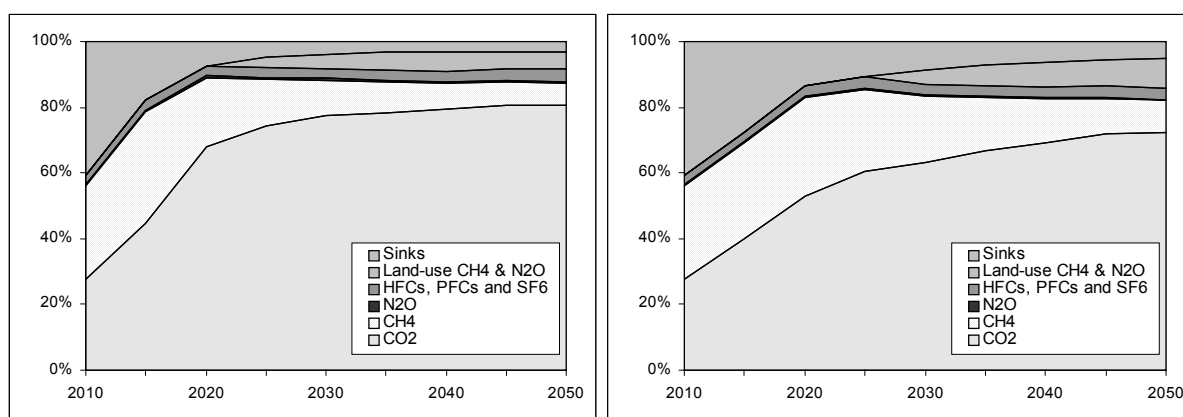 100%
80%
60%
40%
20%
0%
Sinks
Land-use CH4 & N2O
HFCs, PFCs and SF6
N2O
CH4
CO2
2010 2020 2030 2040 2050
100%
80%
60%
40%
20%
0%
Sinks
Land-use CH4 & N2O
HFCs, PFCs and SF6
N2O
CH4
CO2
2010 2020 2030 2040 2050